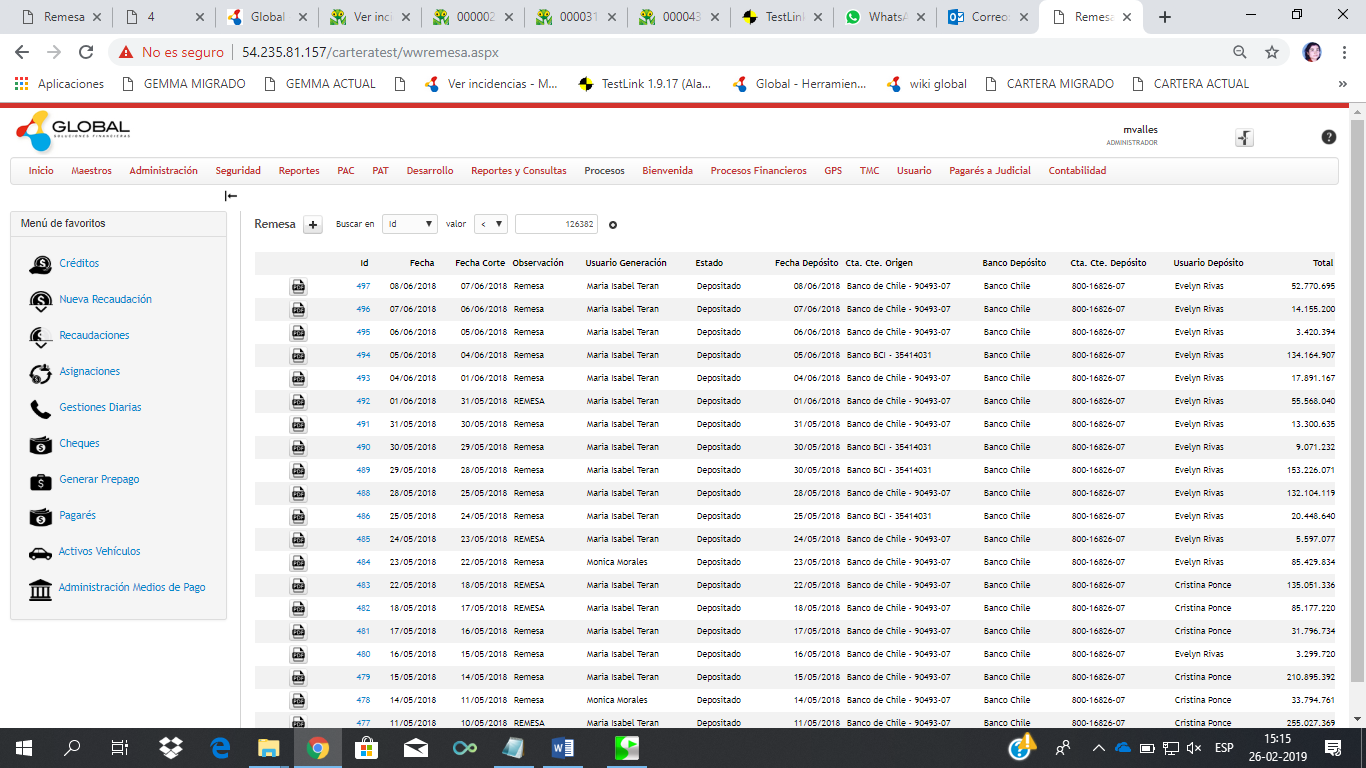 Remesa
4
Global
Ver inci
000002
000031
000043
TestLink
WhatsA
Correo
Remesa
No es seguro | 54.235.81.157/carteratest/wwremesa.aspx
Aplicaciones GEMMA MIGRADO GEMMA ACTUAL Ver incidencias - M... TestLink 1.9.17 (Ala... Global - Herramien... wiki global CARTERA MIGRADO CARTERA ACTUAL »
GLOBAL
SOLUCIONES FINANCIERAS
mvalles
ADMINISTRADOR
Inicio Maestros Administración Seguridad Reportes PAC PAT Desarrollo Reportes y Consultas Procesos Bienvenida Procesos Financieros GPS TMC Usuario Pagarés a Judicial Contabilidad
Menú de favoritos
Créditos
Nueva Recaudación
Recaudaciones
Asignaciones
Gestiones Diarias
Cheques
Generar Prepago
Pagarés
Activos Vehículos
Administración Medios de Pago
Remesa + Buscar en Id valor < 126382
Id Fecha Fecha Corte Observación Usuario Generación Estado Fecha Depósito Cta. Cte. Origen Banco Depósito Cta. Cte. Depósito Usuario Depósito Total
PDF 497 08/06/2018 07/06/2018 Remesa Maria Isabel Teran Depositado 08/06/2018 Banco de Chile - 90493-07 Banco Chile 800-16826-07 Evelyn Rivas 52.770.695
PDF 496 07/06/2018 06/06/2018 Remesa Maria Isabel Teran Depositado 07/06/2018 Banco de Chile - 90493-07 Banco Chile 800-16826-07 Evelyn Rivas 14.155.200
PDF 495 06/06/2018 05/06/2018 Remesa Maria Isabel Teran Depositado 06/06/2018 Banco de Chile - 90493-07 Banco Chile 800-16826-07 Evelyn Rivas 3.420.394
PDF 494 05/06/2018 04/06/2018 Remesa Maria Isabel Teran Depositado 05/06/2018 Banco BCI - 35414031 Banco Chile 800-16826-07 Evelyn Rivas 134.164.907
PDF 493 04/06/2018 01/06/2018 Remesa Maria Isabel Teran Depositado 04/06/2018 Banco de Chile - 90493-07 Banco Chile 800-16826-07 Evelyn Rivas 17.891.167
PDF 492 01/06/2018 31/05/2018 REMESA Maria Isabel Teran Depositado 01/06/2018 Banco de Chile - 90493-07 Banco Chile 800-16826-07 Evelyn Rivas 55.568.040
PDF 491 31/05/2018 30/05/2018 Remesa Maria Isabel Teran Depositado 31/05/2018 Banco de Chile - 90493-07 Banco Chile 800-16826-07 Evelyn Rivas 13.300.635
PDF 490 30/05/2018 29/05/2018 Remesa Maria Isabel Teran Depositado 30/05/2018 Banco BCI - 35414031 Banco Chile 800-16826-07 Evelyn Rivas 9.071.232
PDF 489 29/05/2018 28/05/2018 Remesa Maria Isabel Teran Depositado 30/05/2018 Banco BCI - 35414031 Banco Chile 800-16826-07 Evelyn Rivas 153.226.071
PDF 488 28/05/2018 25/05/2018 Remesa Maria Isabel Teran Depositado 28/05/2018 Banco de Chile - 90493-07 Banco Chile 800-16826-07 Evelyn Rivas 132.104.119
PDF 486 25/05/2018 24/05/2018 Remesa Maria Isabel Teran Depositado 25/05/2018 Banco BCI - 35414031 Banco Chile 800-16826-07 Evelyn Rivas 20.448.640
PDF 485 24/05/2018 23/05/2018 REMESA Maria Isabel Teran Depositado 24/05/2018 Banco de Chile - 90493-07 Banco Chile 800-16826-07 Evelyn Rivas 5.597.077
PDF 484 23/05/2018 22/05/2018 Remesa Monica Morales Depositado 23/05/2018 Banco de Chile - 90493-07 Banco Chile 800-16826-07 Evelyn Rivas 85.429.834
PDF 483 22/05/2018 18/05/2018 REMESA Maria Isabel Teran Depositado 22/05/2018 Banco de Chile - 90493-07 Banco Chile 800-16826-07 Cristina Ponce 135.051.336
PDF 482 18/05/2018 17/05/2018 REMESA Maria Isabel Teran Depositado 18/05/2018 Banco de Chile - 90493-07 Banco Chile 800-16826-07 Cristina Ponce 85.177.220
PDF 481 17/05/2018 16/05/2018 Remesa Maria Isabel Teran Depositado 17/05/2018 Banco de Chile - 90493-07 Banco Chile 800-16826-07 Cristina Ponce 31.796.734
PDF 480 16/05/2018 15/05/2018 Remesa Maria Isabel Teran Depositado 16/05/2018 Banco de Chile - 90493-07 Banco Chile 800-16826-07 Evelyn Rivas 3.299.720
PDF 479 15/05/2018 14/05/2018 Remesa Maria Isabel Teran Depositado 15/05/2018 Banco de Chile - 90493-07 Banco Chile 800-16826-07 Cristina Ponce 210.895.392
PDF 478 14/05/2018 11/05/2018 Remesa Monica Morales Depositado 14/05/2018 Banco de Chile - 90493-07 Banco Chile 800-16826-07 Cristina Ponce 33.794.761
PDF 477 11/05/2018 10/05/2018 REMESA Maria Isabel Teran Depositado 11/05/2018 Banco de Chile - 90493-07 Banco Chile 800-16826-07 Cristina Ponce 255.027.369
ESP 15:15
26-02-2019